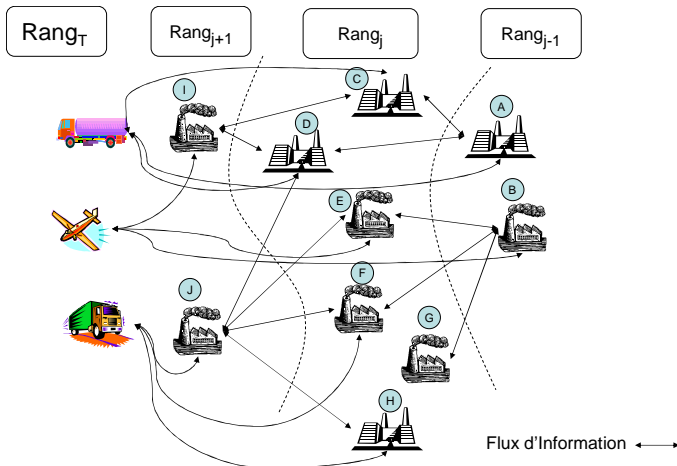 Rang_T
Rang_j+1
Rang_j
Rang_j-1
C
I
A
D
E
B
F
J
G
H
Flux d'Information